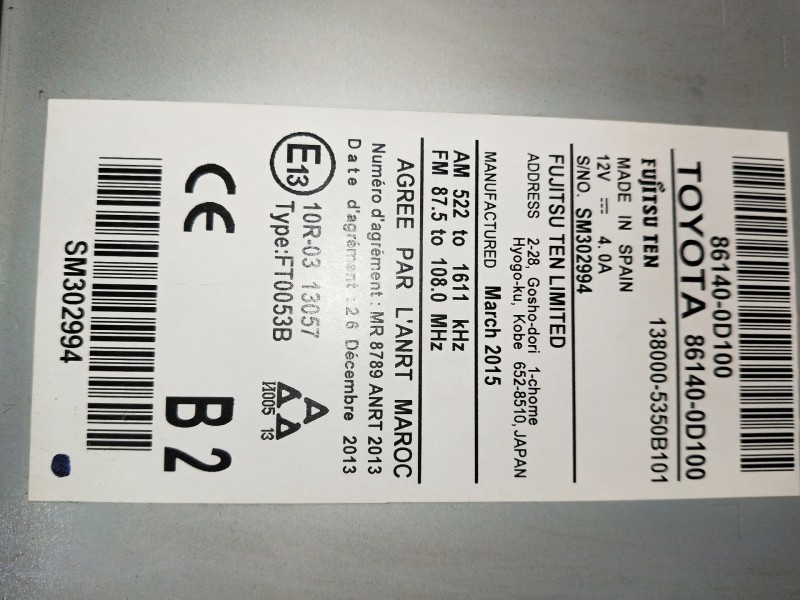 86140-0D100
TOYOTA 86140-0D100
FUJITSU TEN 138000-5350B101
MADE IN SPAIN
12V 4.0A
S/NO. SM302994
FUJITSU TEN LIMITED
ADDRESS 2-28, Gosho-dori 1-chome
Hyogo-ku, Kobe 652-8510, JAPAN
MANUFACTURED March 2015
AM 522 to 1611 kHz
FM 87.5 to 108.0 MHz
AGREE PAR L'ANRT MAROC
Numéro d'agrément : MR 8789 ANRT 2013
Date d'agrément : 26 Décembre 2013
E13 10R-03 13057
Type:FT0053B
И005 13
CE B2
SM302994